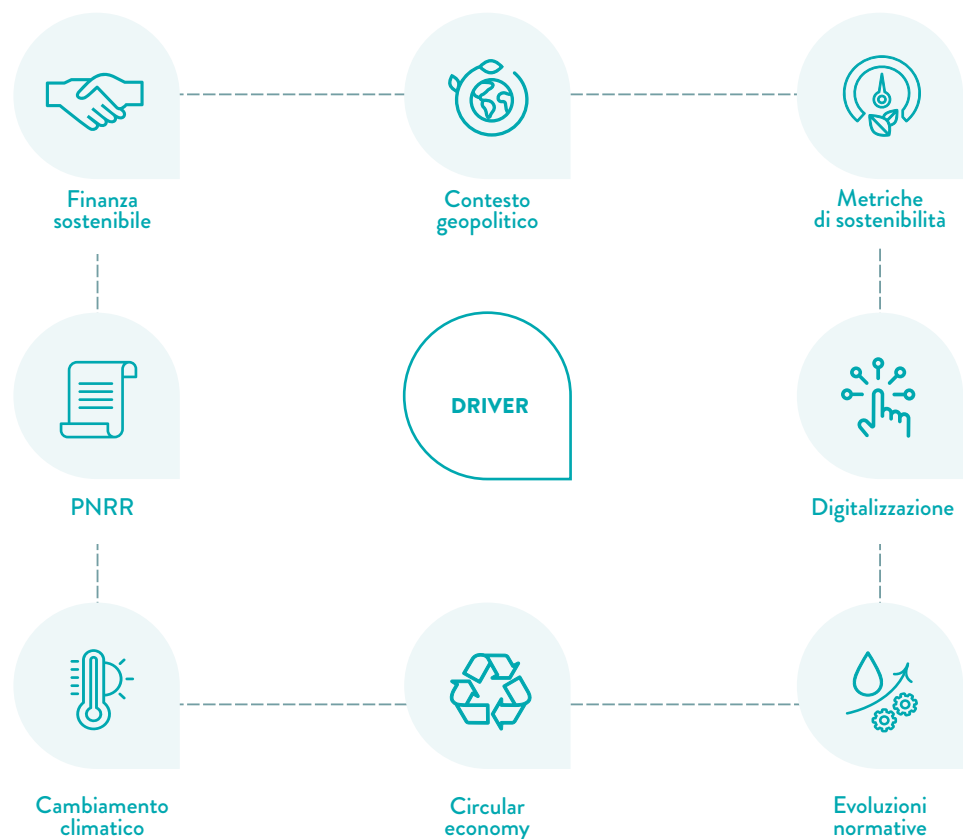 Finanza
sostenibile
Contesto
geopolitico
Metriche
di sostenibilità
PNRR
DRIVER
Digitalizzazione
Cambiamento
climatico
Circular
economy
Evoluzioni
normative